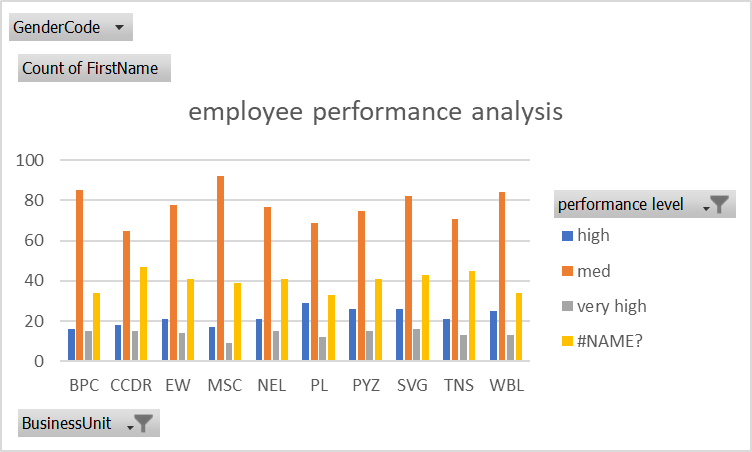 GenderCode
Count of FirstName
employee performance analysis
100
80
60
40
20
0
BPC CCDR EW MSC NEL PL PYZ SVG TNS WBL
performance level
high
med
very high
#NAME?
BusinessUnit